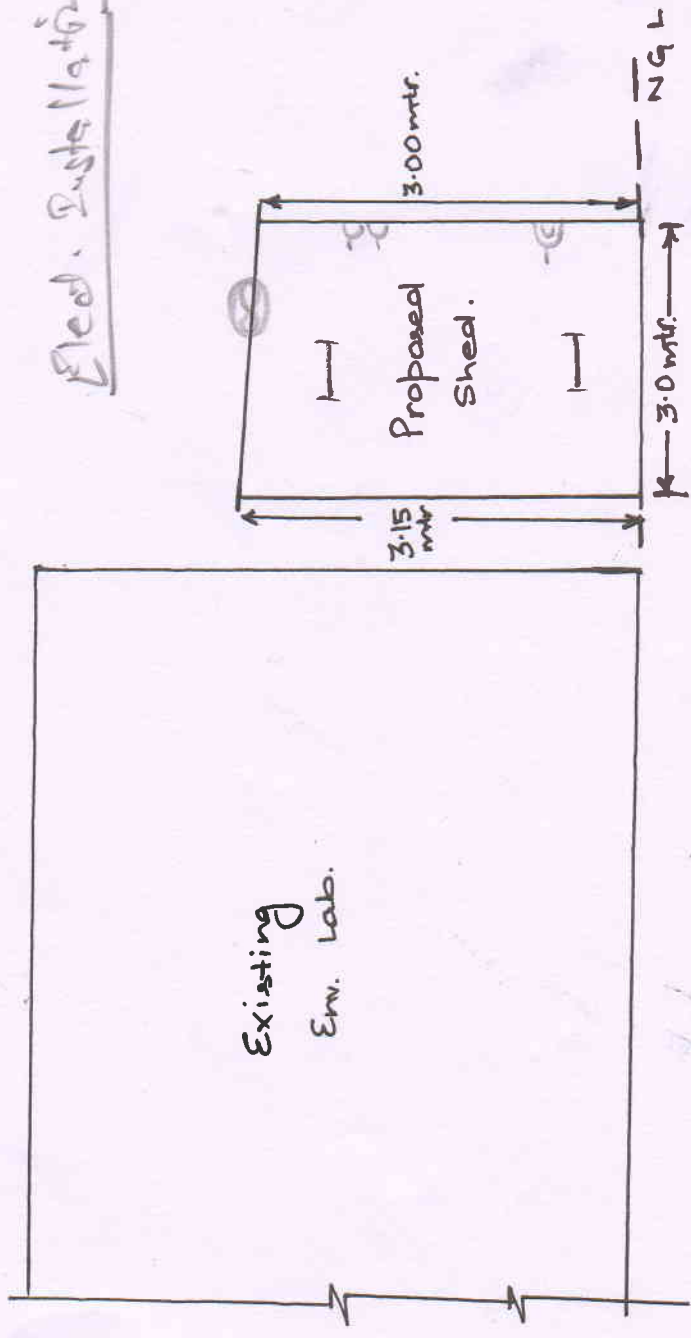 Elect. Installation
3.00 mtr.
Proposed
Shed.
3.15
mtr
3.0 mtr.
NGL
Existing
Env. Lab.